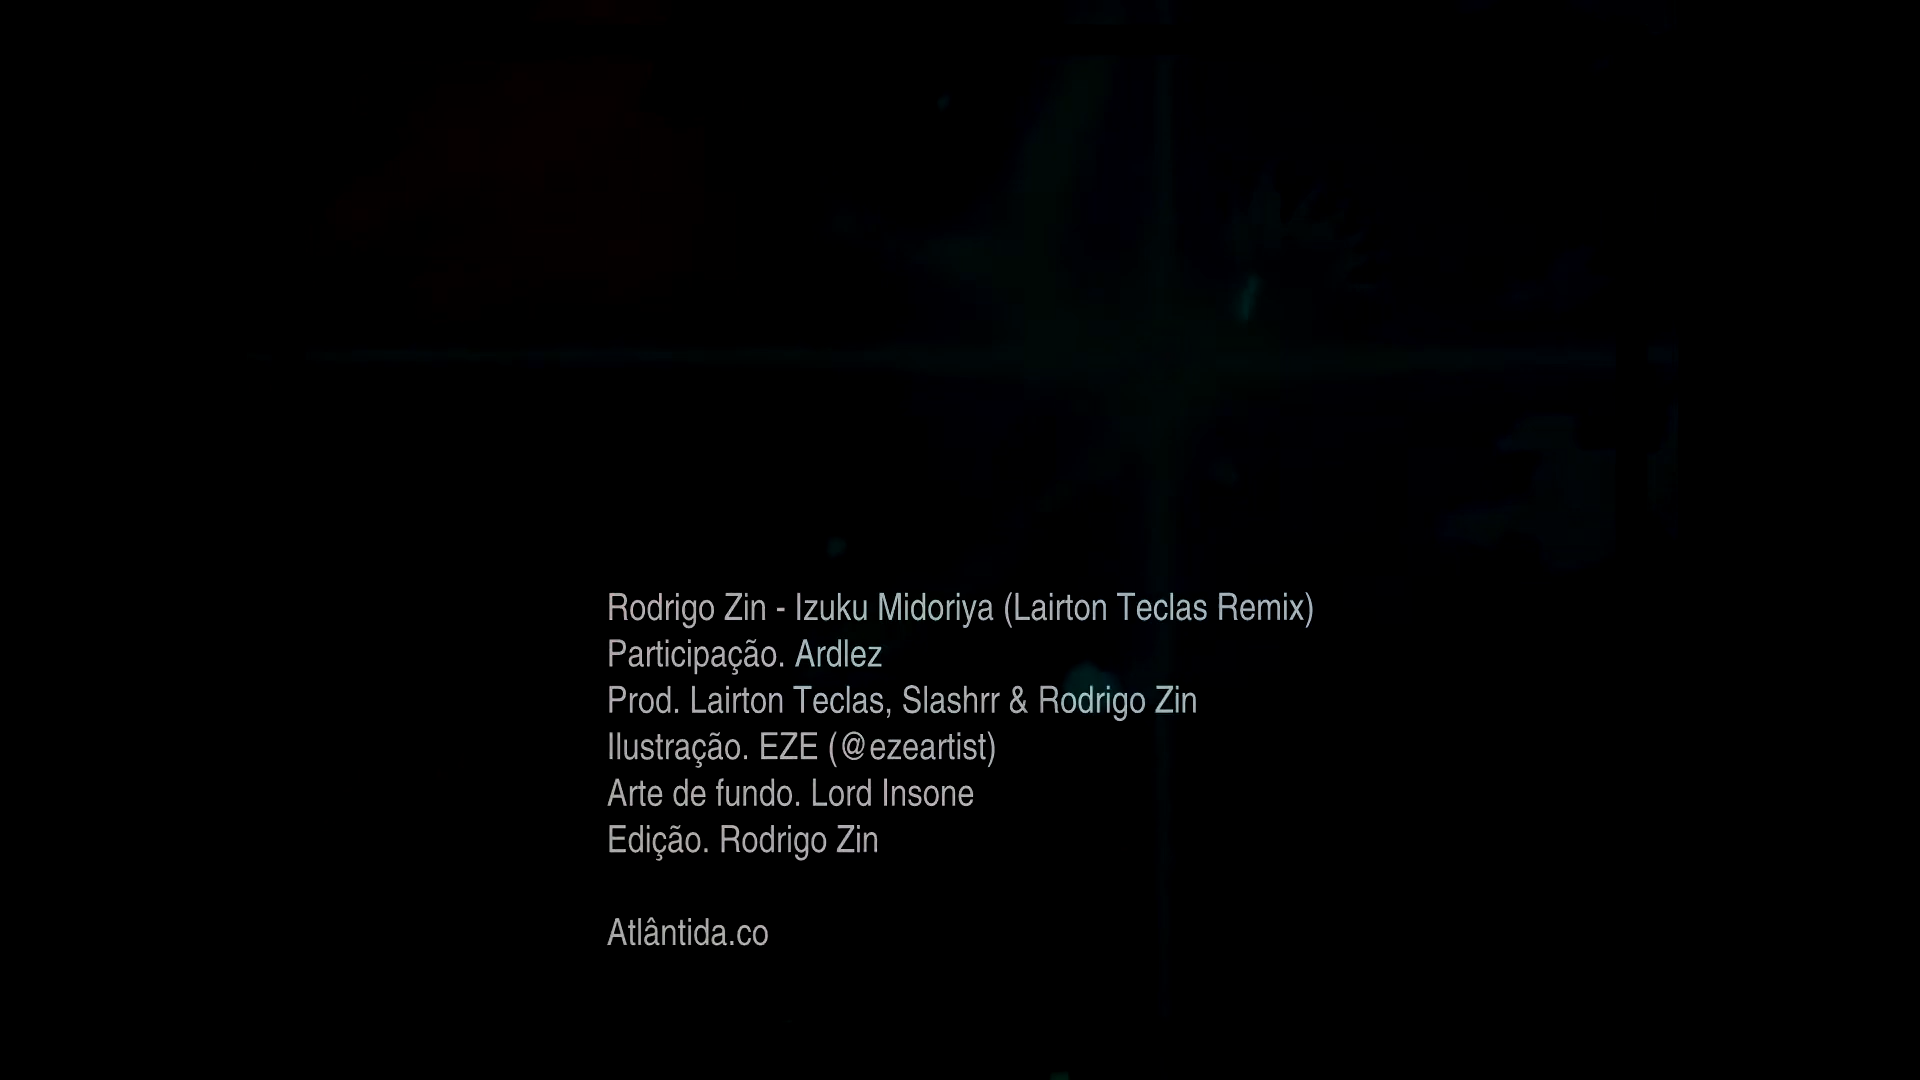 Rodrigo Zin - Izuku Midoriya (Lairton Teclas Remix)
Participação. Ardlez
Prod. Lairton Teclas, Slashrr & Rodrigo Zin
Ilustração. EZE (@ezeartist)
Arte de fundo. Lord Insone
Edição. Rodrigo Zin
Atlântida.co